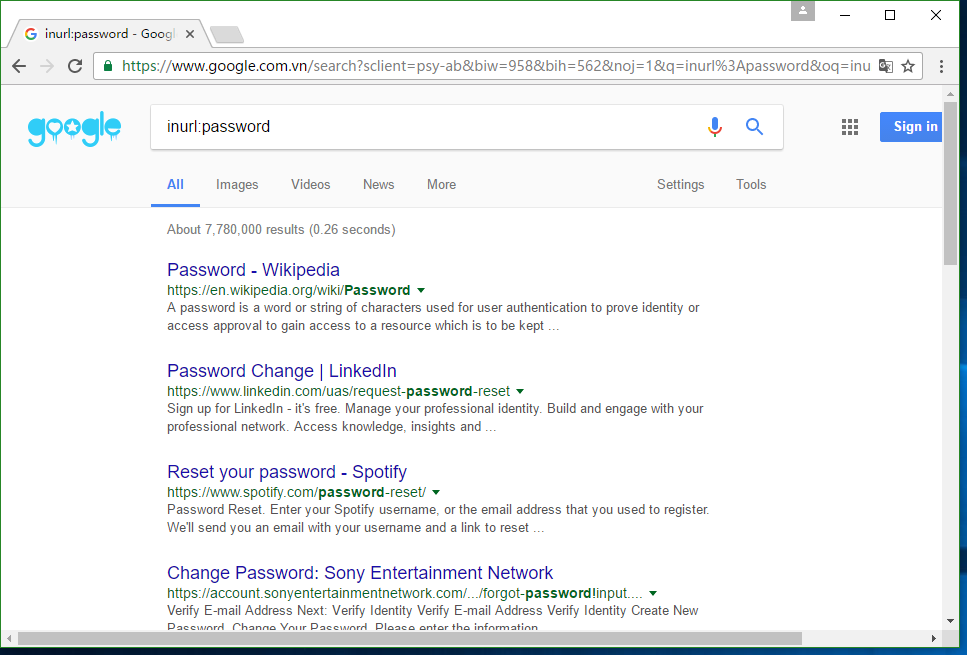 inurl:password - Googl
https://www.google.com.vn/search?sclient=psy-ab&biw=958&bih=562&noj=1&q=inurl%3Apassword&oq=inu
google
inurl:password
Sign in
All Images Videos News More Settings Tools
About 7,780,000 results (0.26 seconds)
Password - Wikipedia
https://en.wikipedia.org/wiki/Password
A password is a word or string of characters used for user authentication to prove identity or
access approval to gain access to a resource which is to be kept ...
Password Change | LinkedIn
https://www.linkedin.com/uas/request-password-reset
Sign up for LinkedIn - it's free. Manage your professional identity. Build and engage with your
professional network. Access knowledge, insights and ...
Reset your password - Spotify
https://www.spotify.com/password-reset/
Password Reset. Enter your Spotify username, or the email address that you used to register.
We'll send you an email with your username and a link to reset ...
Change Password: Sony Entertainment Network
https://account.sonyentertainmentnetwork.com/.../forgot-password!input....
Verify E-mail Address Next: Verify Identity Verify E-mail Address Verify Identity Create New
Password. Change Your Password. Please enter the information